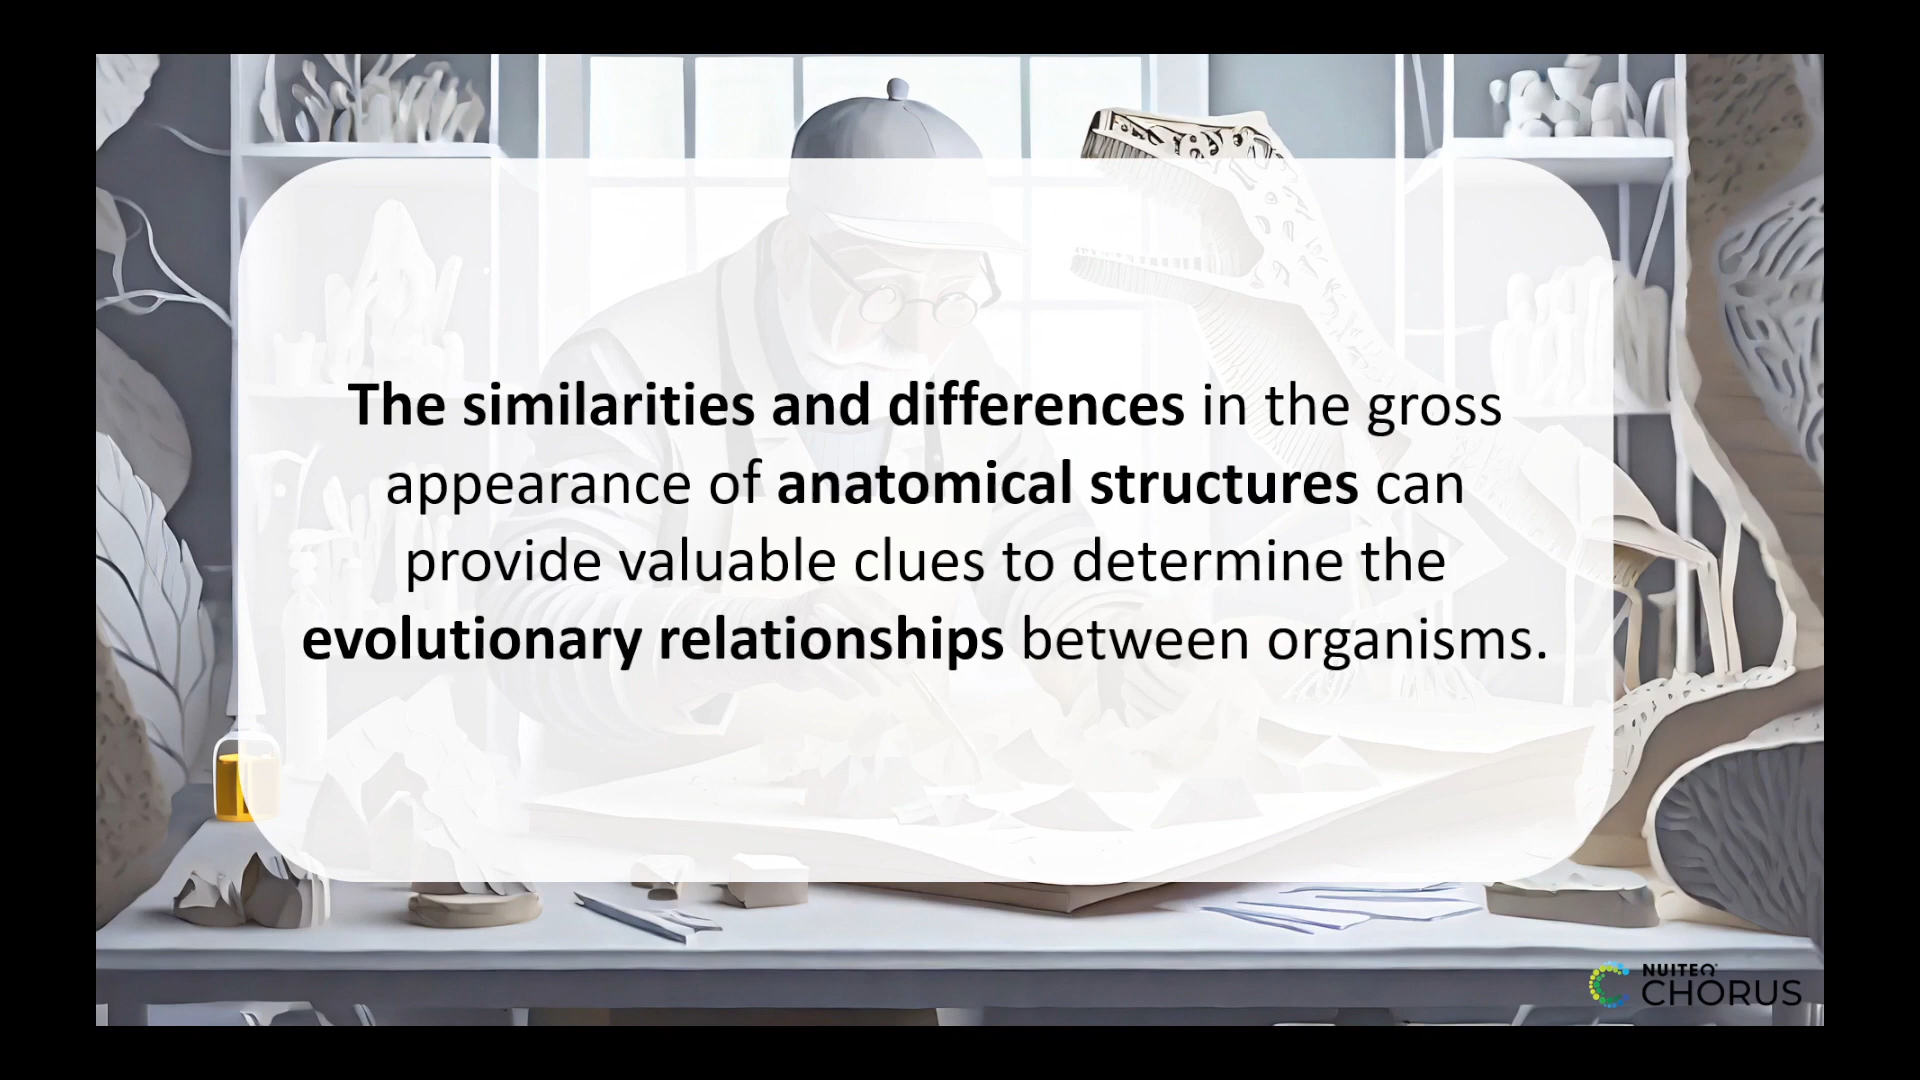 The similarities and differences in the gross
appearance of anatomical structures can
provide valuable clues to determine the
evolutionary relationships between organisms.
NUITEQ
CHORUS